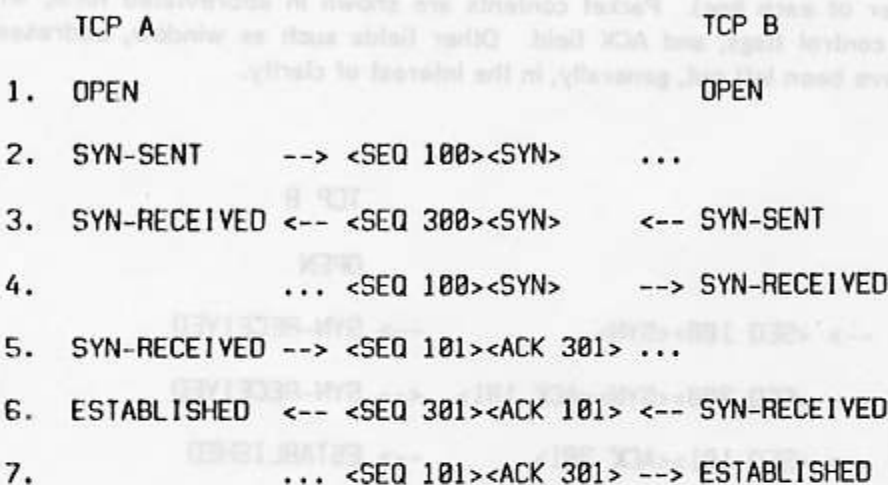 TCP A TCP B
1. OPEN OPEN
2. SYN-SENT --> <SEQ 100><SYN> ...
3. SYN-RECEIVED <-- <SEQ 300><SYN> <-- SYN-SENT
4. ... <SEQ 100><SYN> --> SYN-RECEIVED
5. SYN-RECEIVED --> <SEQ 101><ACK 301> ...
6. ESTABLISHED <-- <SEQ 301><ACK 101> <-- SYN-RECEIVED
7. ... <SEQ 101><ACK 301> --> ESTABLISHED